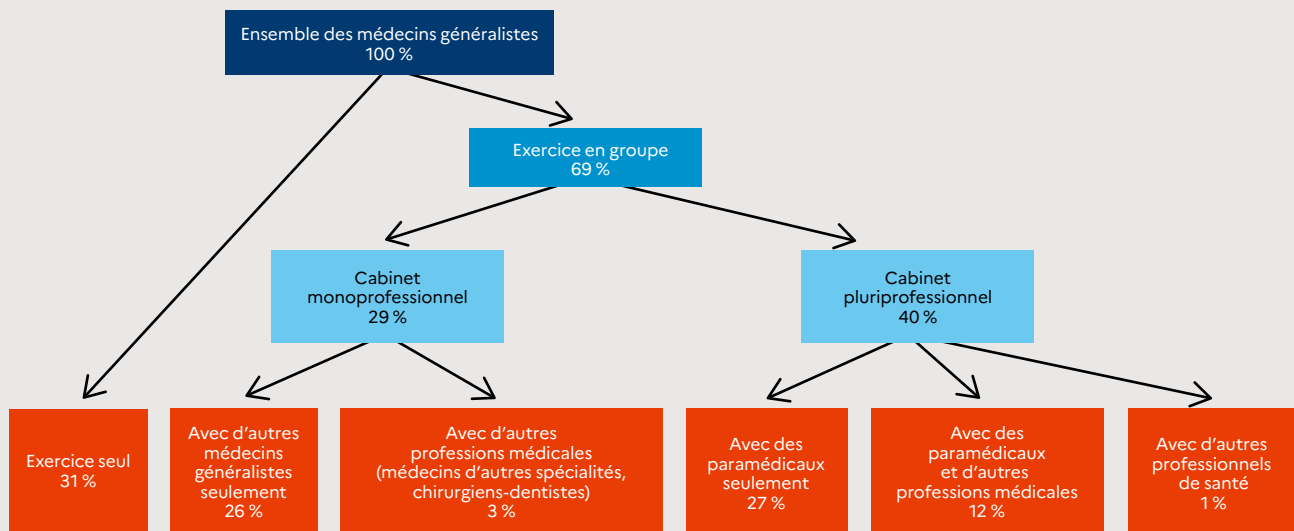 Ensemble des médecins généralistes
100 %
Exercice en groupe
69 %
Cabinet
monoprofessionnel
29 %
Cabinet
pluriprofessionnel
40 %
Exercice seul
31 %
Avec d'autres
médecins
généralistes
seulement
26 %
Avec d'autres
professions médicales
(médecins d'autres spécialités,
chirurgiens-dentistes)
3 %
Avec des
paramédicaux
seulement
27 %
Avec des
paramédicaux
et d'autres
professions médicales
12 %
Avec d'autres
professionnels
de santé
1 %